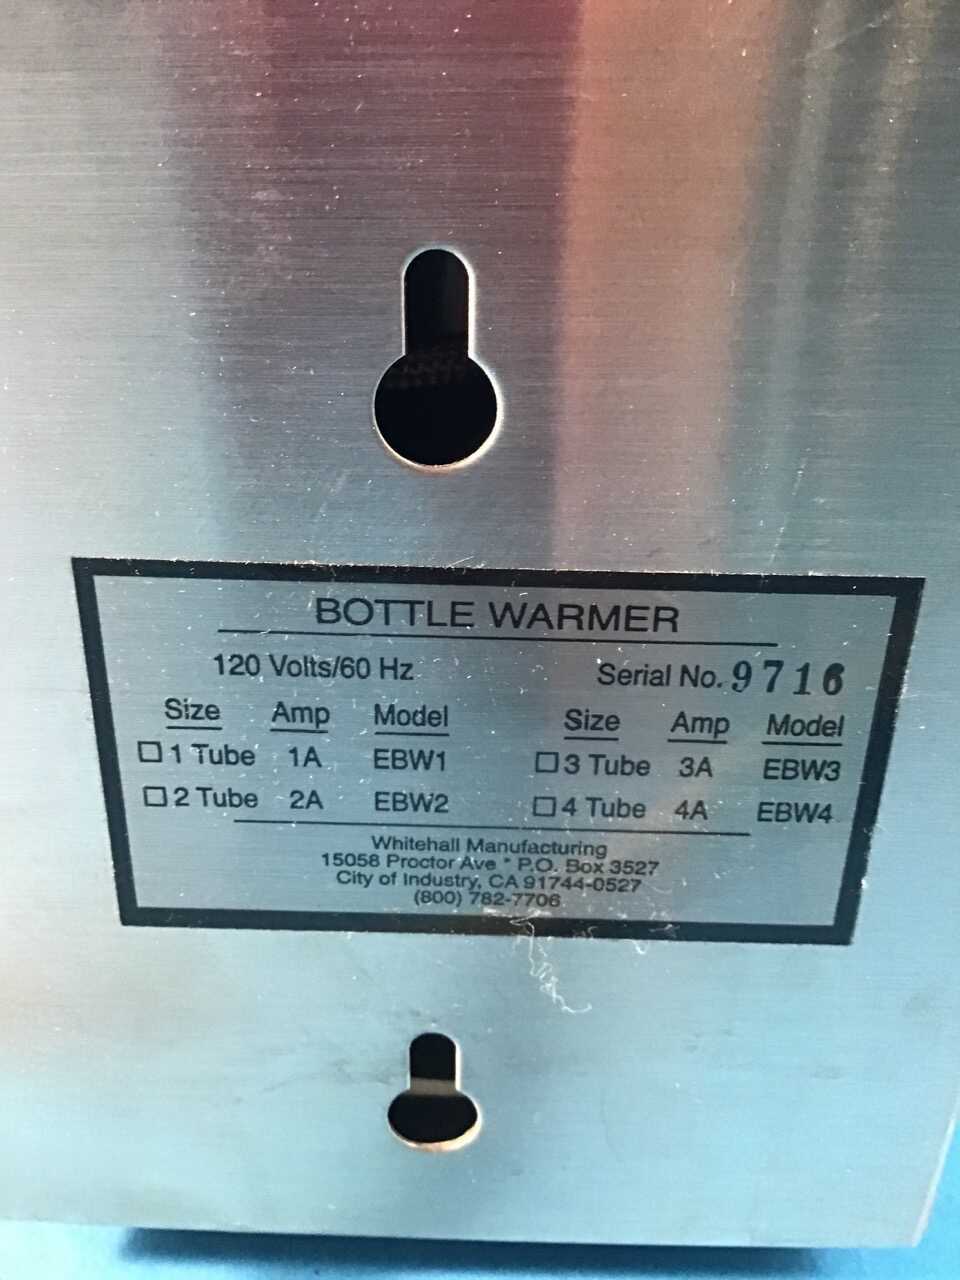 BOTTLE WARMER
120 Volts/60 Hz Serial No. 9716
Size Amp Model Size Amp Model
1 Tube 1A EBW1 3 Tube 3A EBW3
2 Tube 2A EBW2 4 Tube 4A EBW4
Whitehall Manufacturing
15058 Proctor Ave * P.O. Box 3527
City of Industry, CA 91744-0527
(800) 782-7706